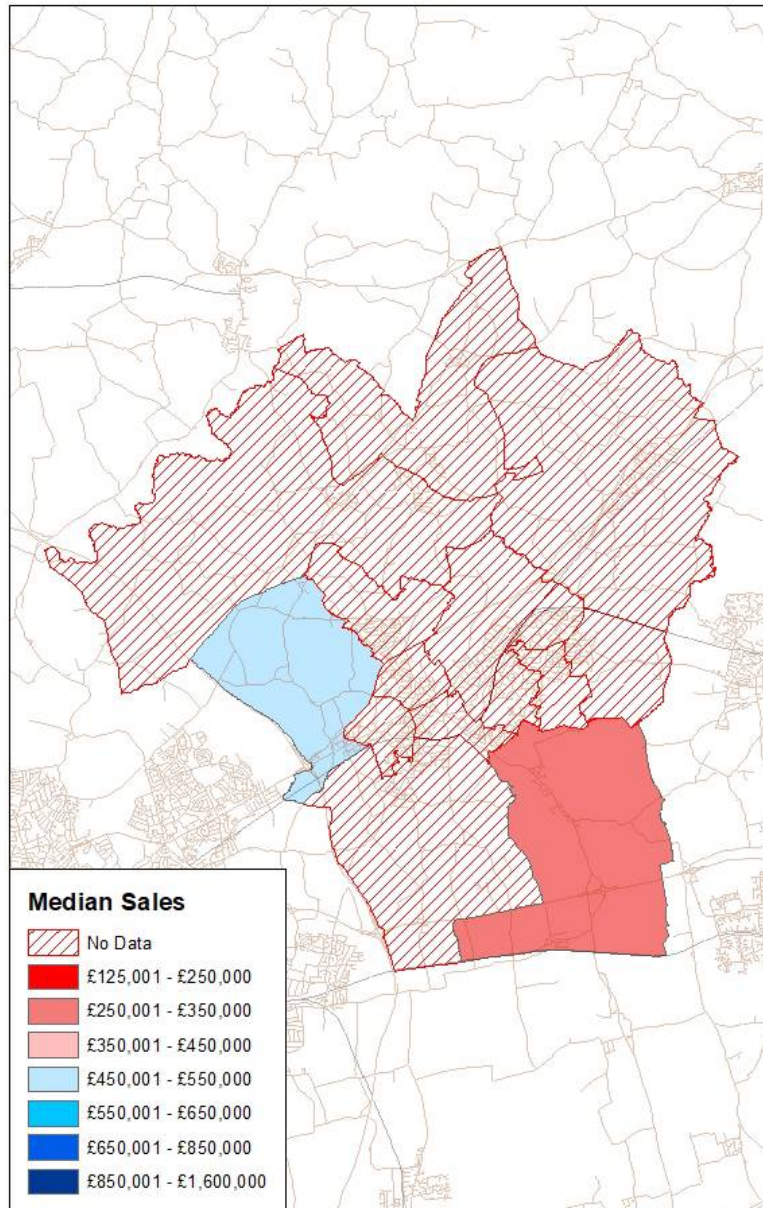 Median Sales
No Data
£125,001 - £250,000
£250,001 - £350,000
£350,001 - £450,000
£450,001 - £550,000
£550,001 - £650,000
£650,001 - £850,000
£850,001 - £1,600,000